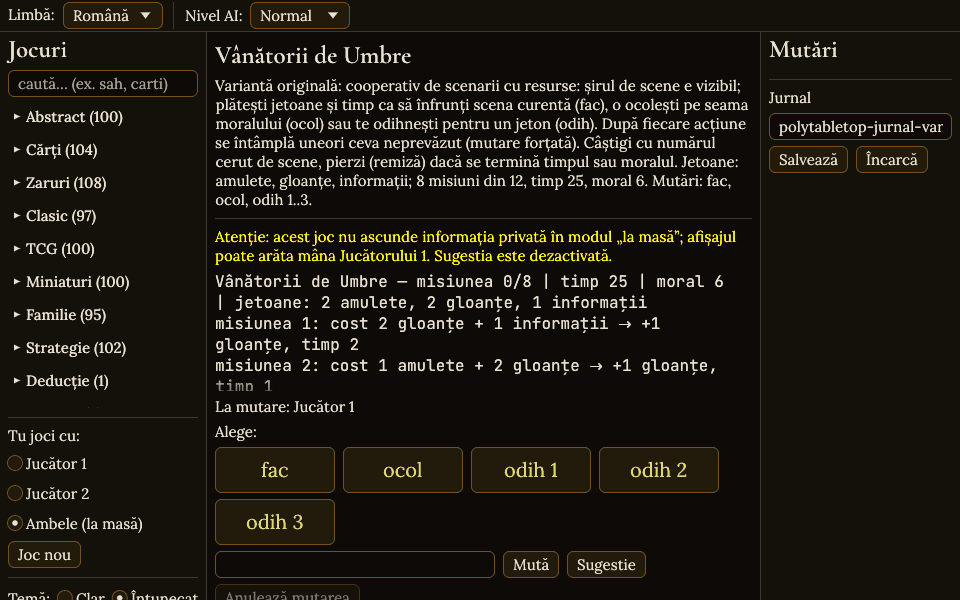 Limbă: Română ▼ Nivel AI: Normal ▼
Jocuri
caută... (ex. sah, carti)
▸ Abstract (100)
▸ Cărți (104)
▸ Zaruri (108)
▸ Clasic (97)
▸ TCG (100)
▸ Miniaturi (100)
▸ Familie (95)
▸ Strategie (102)
▸ Deducție (1)
Tu joci cu:
Jucător 1
Jucător 2
Ambele (la masă)
Joc nou
Temă: Clar Întunecat
Vânătorii de Umbre
Variantă originală: cooperativ de scenarii cu resurse: șirul de scene e vizibil;
plătești jetoane și timp ca să înfrunți scena curentă (fac), o ocolești pe seama
moralului (ocol) sau te odihnești pentru un jeton (odih). După fiecare acțiune
se întâmplă uneori ceva neprevăzut (mutare forțată). Câștigi cu numărul
cerut de scene, pierzi (remiză) dacă se termină timpul sau moralul. Jetoane:
amulete, gloanțe, informații; 8 misiuni din 12, timp 25, moral 6. Mutări: fac,
ocol, odih 1..3.
Atenție: acest joc nu ascunde informația privată în modul „la masă”; afișajul
poate arăta mâna Jucătorului 1. Sugestia este dezactivată.
Vânătorii de Umbre — misiunea 0/8 | timp 25 | moral 6
| jetoane: 2 amulete, 2 gloanțe, 1 informații
misiunea 1: cost 2 gloanțe + 1 informații → +1
gloanțe, timp 2
misiunea 2: cost 1 amulete + 2 gloanțe → +1 gloanțe,
timp 1
La mutare: Jucător 1
Alege:
fac ocol odih 1 odih 2
odih 3
Mută Sugestie
Anulează mutarea
Mutări
Jurnal
polytabletop-jurnal-var
Salvează Încarcă